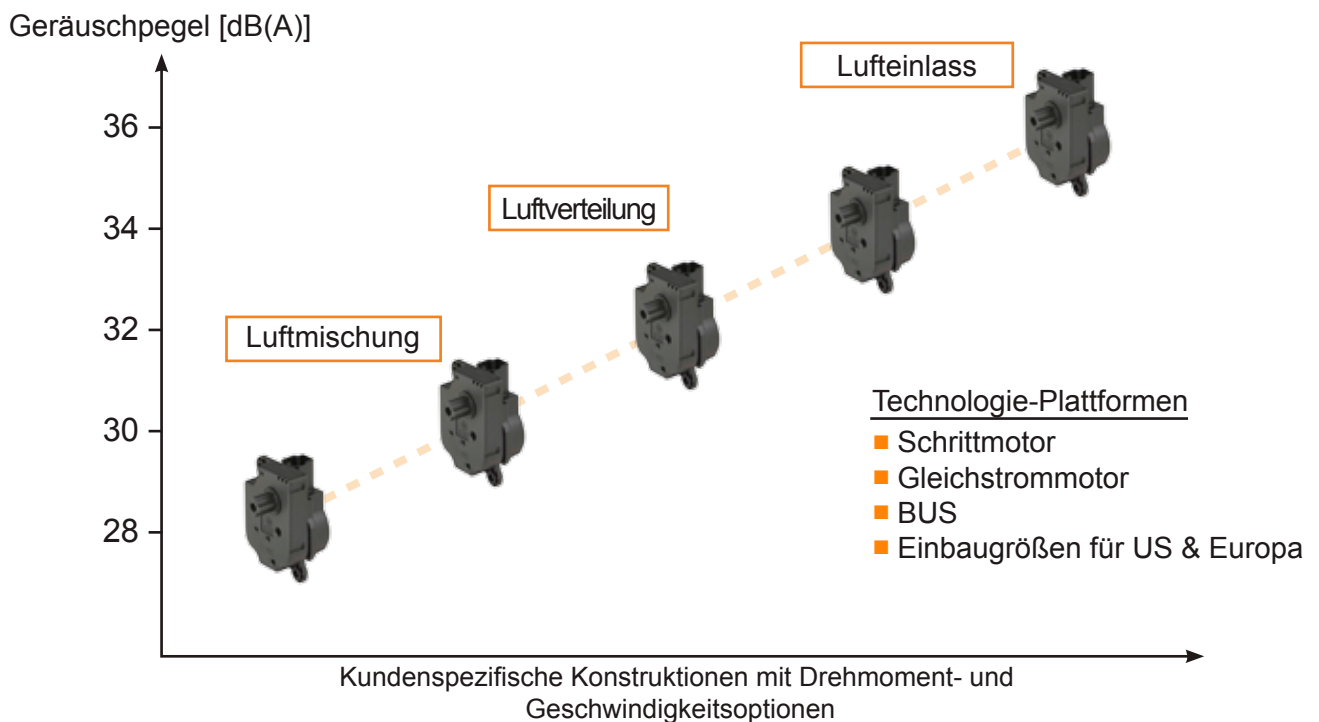 Geräuschpegel [dB(A)]
Lufteinlass
36
Luftverteilung
34
32
Luftmischung
30
28
Technologie-Plattformen
Schrittmotor
Gleichstrommotor
BUS
Einbaugrößen für US & Europa
Kundenspezifische Konstruktionen mit Drehmoment- und
Geschwindigkeitsoptionen